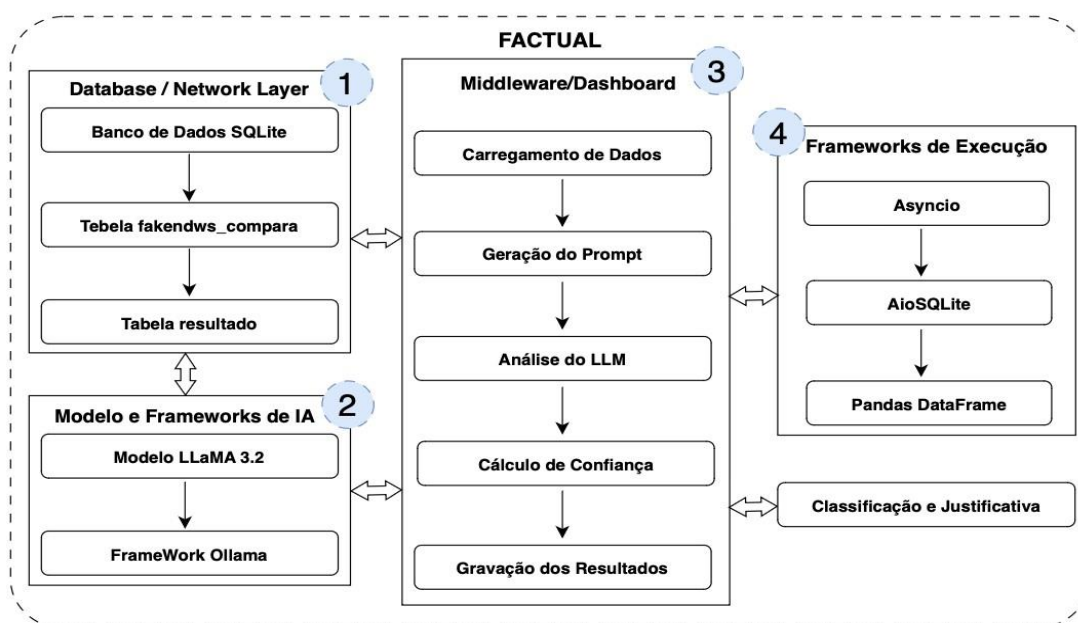 FACTUAL
1
Database / Network Layer
Banco de Dados SQLite
Tebela fakendws_compara
Tabela resultado
2
Modelo e Frameworks de IA
Modelo LLaMA 3.2
FrameWork Ollama
3
Middleware/Dashboard
Carregamento de Dados
Geração do Prompt
Análise do LLM
Cálculo de Confiança
Gravação dos Resultados
4
Frameworks de Execução
Asyncio
AioSQLite
Pandas DataFrame
Classificação e Justificativa